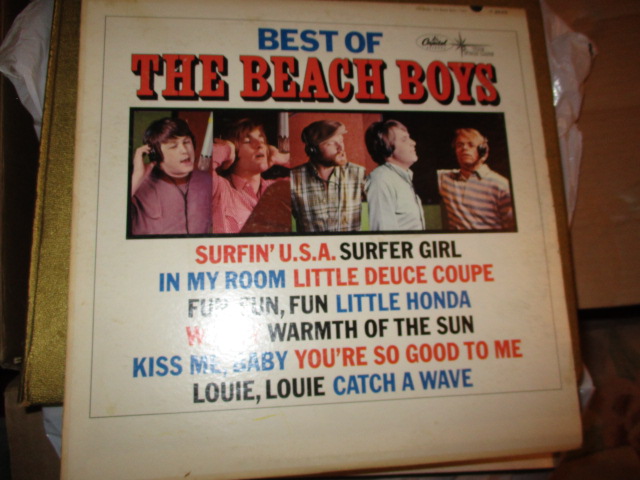 BEST OF
Capitol
THE BEACH BOYS
SURFIN' U.S.A. SURFER GIRL
IN MY ROOM LITTLE DEUCE COUPE
FUN, FUN, FUN LITTLE HONDA
WARMTH OF THE SUN
KISS ME, BABY YOU'RE SO GOOD TO ME
LOUIE, LOUIE CATCH A WAVE